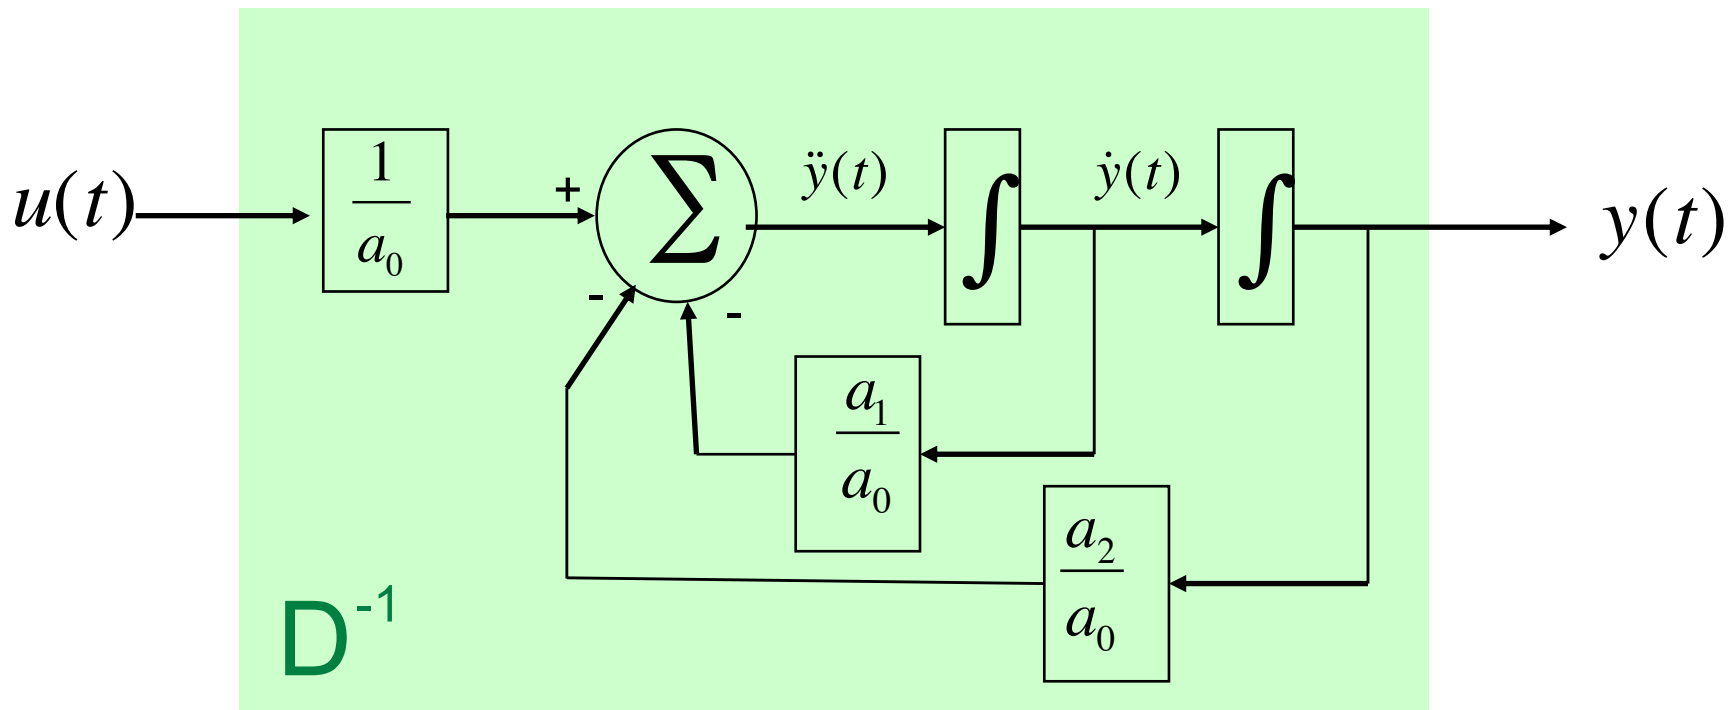 u(t)
1
a₀
+
∑
ÿ(t)
∫
ẏ(t)
∫
y(t)
-
-
a₁
a₀
a₂
a₀
D⁻¹